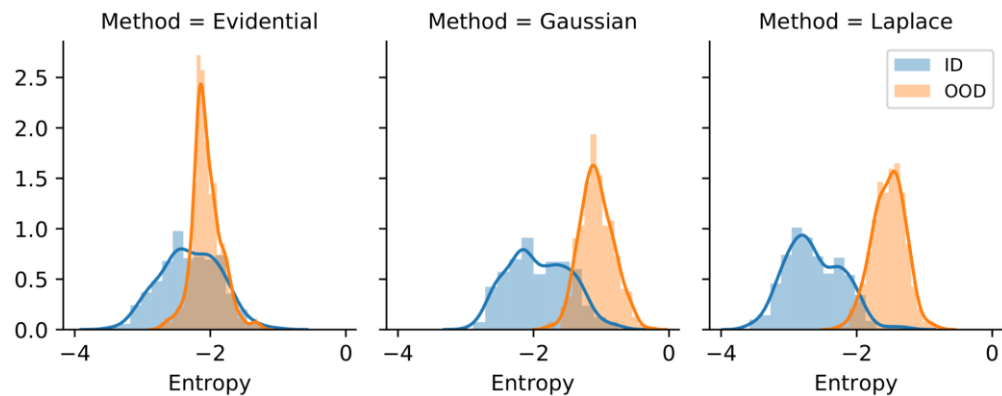 Method = Evidential
Method = Gaussian
Method = Laplace
ID
OOD
2.5
2.0
1.5
1.0
0.5
0.0
−4
−2
0
−4
−2
0
−4
−2
0
Entropy
Entropy
Entropy